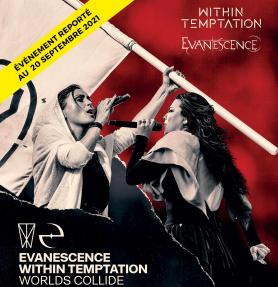 ÉVÉNEMENT REPORTÉ
AU 20 SEPTEMBRE 2021
WITHIN
TEMPTATION
EVANESCENCE
EVANESCENCE
WITHIN TEMPTATION
WORLDS COLLIDE